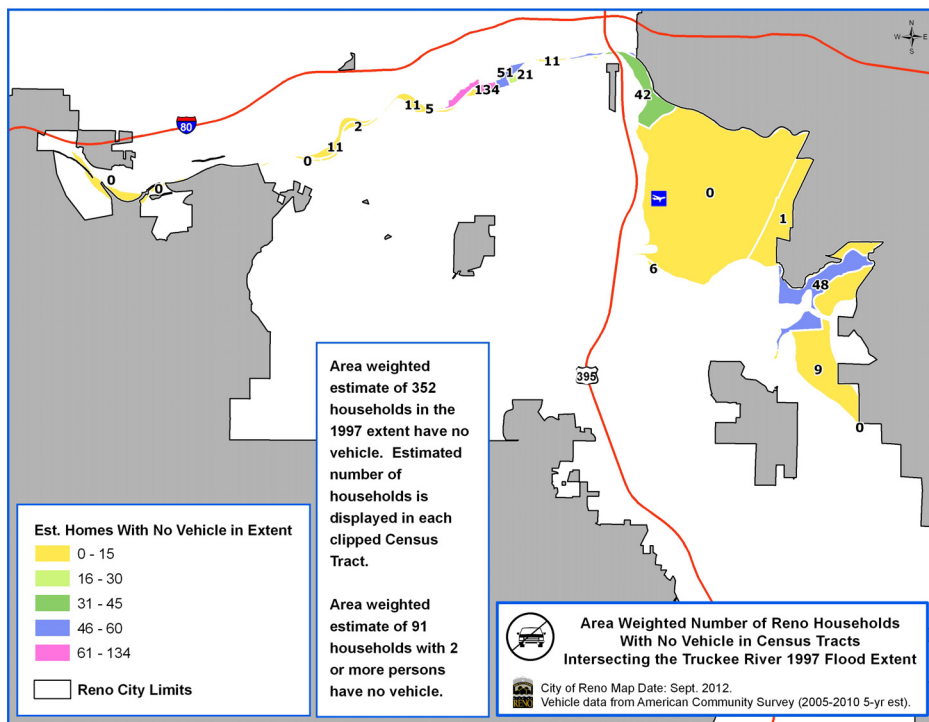 N
W E
S
80
51
21
11
134
42
11
5
2
11
0
0
0
0
1
6
48
9
0
395
Area weighted
estimate of 352
households in the
1997 extent have no
vehicle. Estimated
number of
households is
displayed in each
clipped Census
Tract.
Area weighted
estimate of 91
households with 2
or more persons
have no vehicle.
Est. Homes With No Vehicle in Extent
0 - 15
16 - 30
31 - 45
46 - 60
61 - 134
Reno City Limits
Area Weighted Number of Reno Households
With No Vehicle in Census Tracts
Intersecting the Truckee River 1997 Flood Extent
RENO
City of Reno Map Date: Sept. 2012.
Vehicle data from American Community Survey (2005-2010 5-yr est).